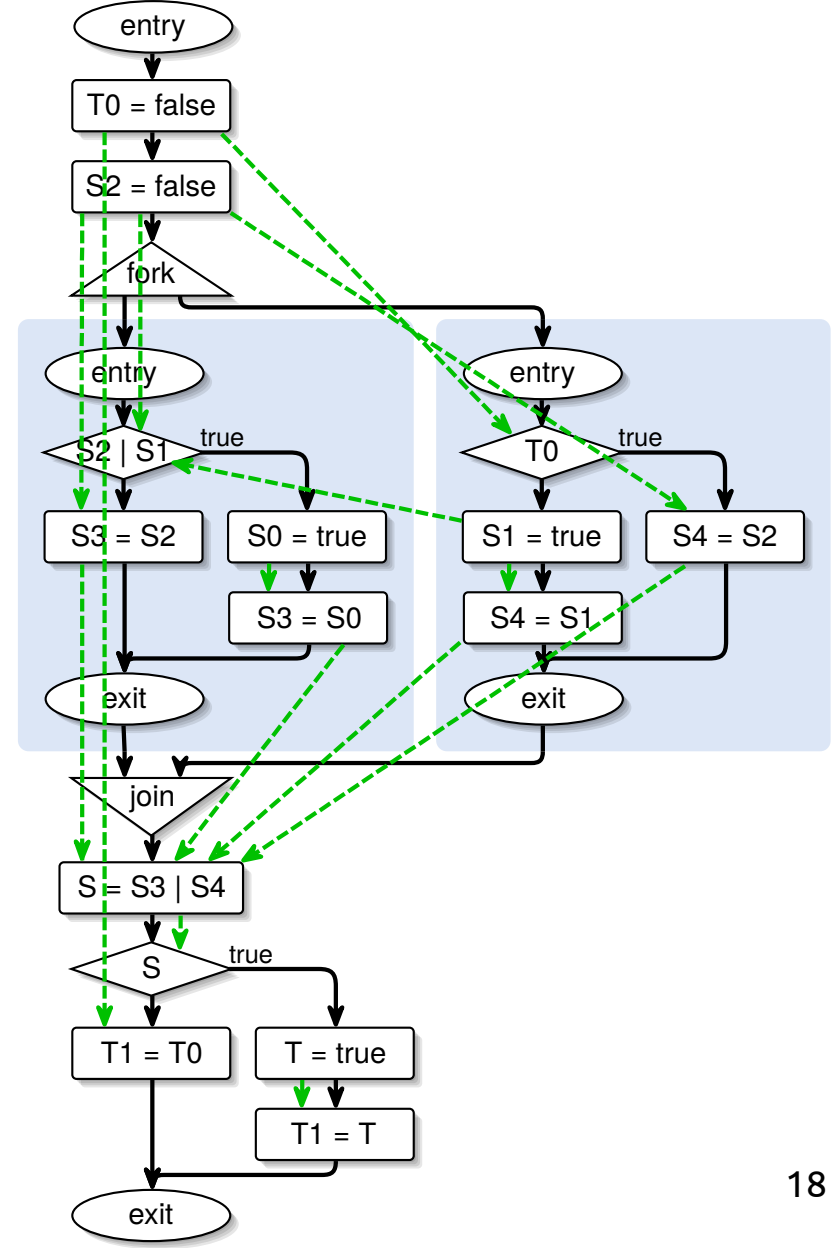 entry
T0 = false
S2 = false
fork
entry
entry
S2 | S1
true
T0
true
S3 = S2
S0 = true
S1 = true
S4 = S2
S3 = S0
S4 = S1
exit
exit
join
S = S3 | S4
S
true
T1 = T0
T = true
T1 = T
exit
18